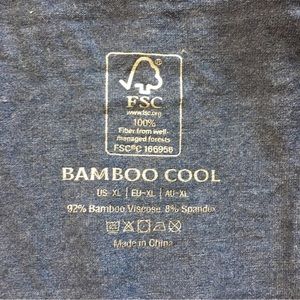 FSC®
www.fsc.org
100%
Fiber from well-
managed forests
FSC®C 166958
BAMBOO COOL
US-XL | EU-XL | AU-XL
92% Bamboo Viscose 8% Spandex
Made in China